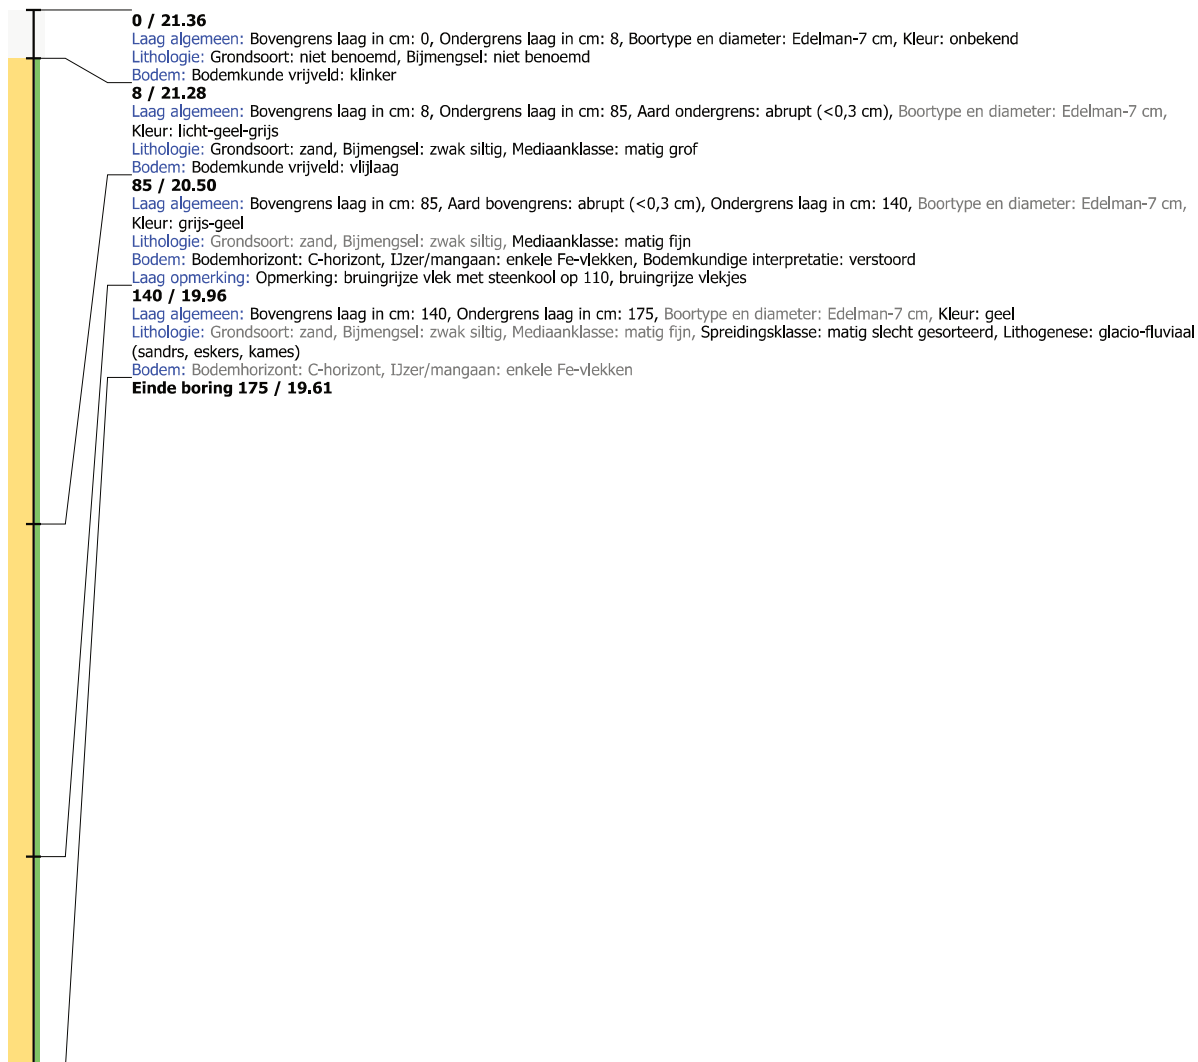 0 / 21.36
Laag algemeen: Bovengrens laag in cm: 0, Ondergrens laag in cm: 8, Boortype en diameter: Edelman-7 cm, Kleur: onbekend
Lithologie: Grondsoort: niet benoemd, Bijmengsel: niet benoemd
Bodem: Bodemkunde vrijveld: klinker
8 / 21.28
Laag algemeen: Bovengrens laag in cm: 8, Ondergrens laag in cm: 85, Aard ondergrens: abrupt (<0,3 cm), Boortype en diameter: Edelman-7 cm,
Kleur: licht-geel-grijs
Lithologie: Grondsoort: zand, Bijmengsel: zwak siltig, Mediaanklasse: matig grof
Bodem: Bodemkunde vrijveld: vlijlaag
85 / 20.50
Laag algemeen: Bovengrens laag in cm: 85, Aard bovengrens: abrupt (<0,3 cm), Ondergrens laag in cm: 140, Boortype en diameter: Edelman-7 cm,
Kleur: grijs-geel
Lithologie: Grondsoort: zand, Bijmengsel: zwak siltig, Mediaanklasse: matig fijn
Bodem: Bodemhorizont: C-horizont, IJzer/mangaan: enkele Fe-vlekken, Bodemkundige interpretatie: verstoord
Laag opmerking: Opmerking: bruingrijze vlek met steenkool op 110, bruingrijze vlekjes
140 / 19.96
Laag algemeen: Bovengrens laag in cm: 140, Ondergrens laag in cm: 175, Boortype en diameter: Edelman-7 cm, Kleur: geel
Lithologie: Grondsoort: zand, Bijmengsel: zwak siltig, Mediaanklasse: matig fijn, Spreidingsklasse: matig slecht gesorteerd, Lithogenese: glacio-fluviaal
(sandrs, eskers, kames)
Bodem: Bodemhorizont: C-horizont, IJzer/mangaan: enkele Fe-vlekken
Einde boring 175 / 19.61